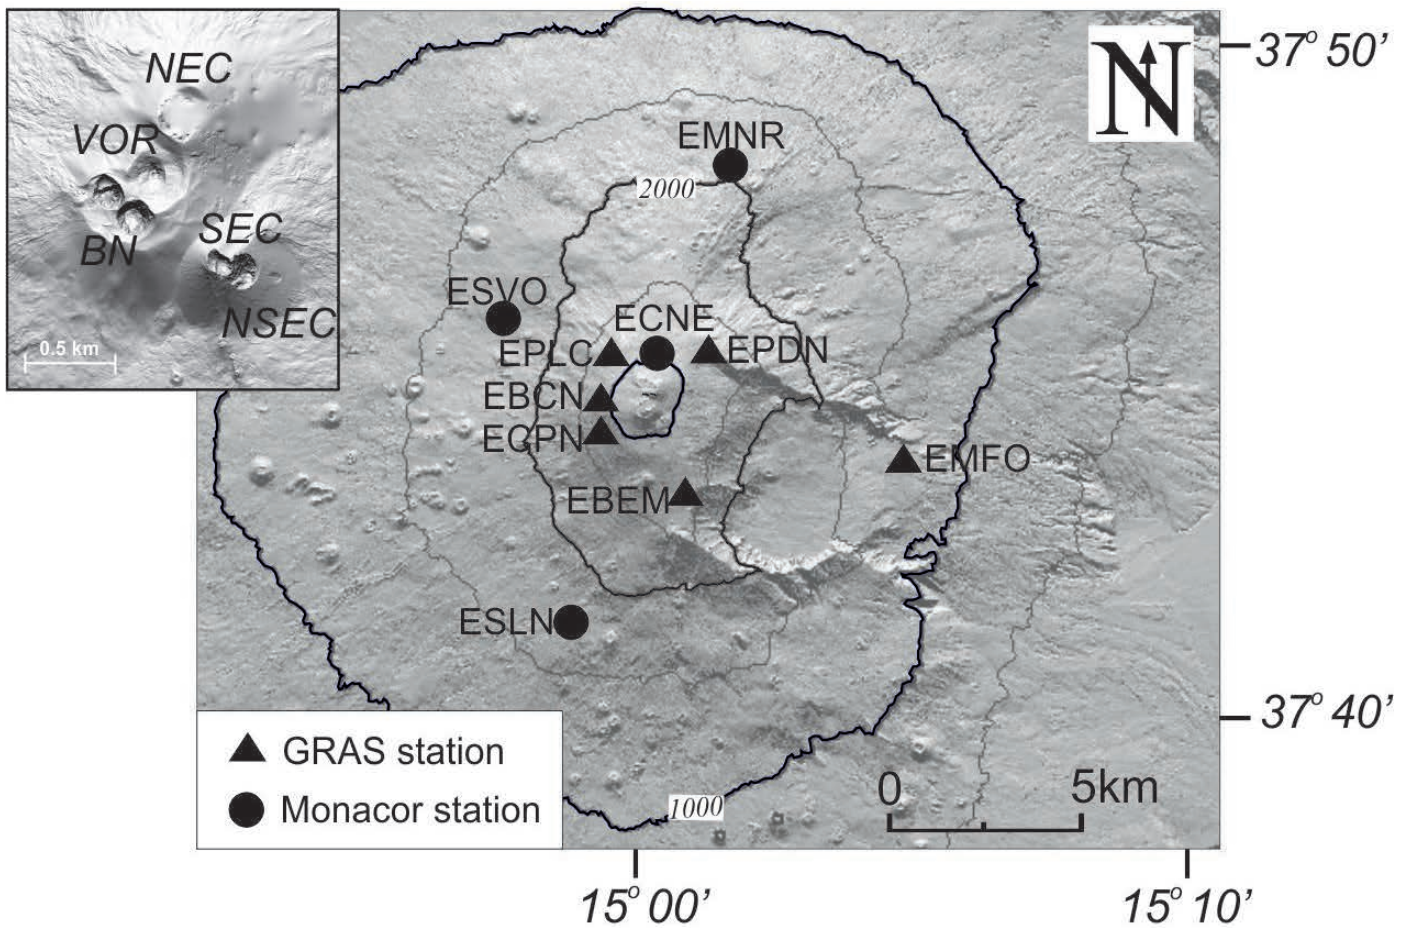 NEC
VOR
BN
SEC
NSEC
0.5 km
N
37° 50'
EMNR
2000
ESVO
ECNE
EPLC
EPDN
EBCN
ECPN
EMFO
EBEM
ESLN
37° 40'
GRAS station
Monacor station
1000
0 5km
15° 00' 15° 10'